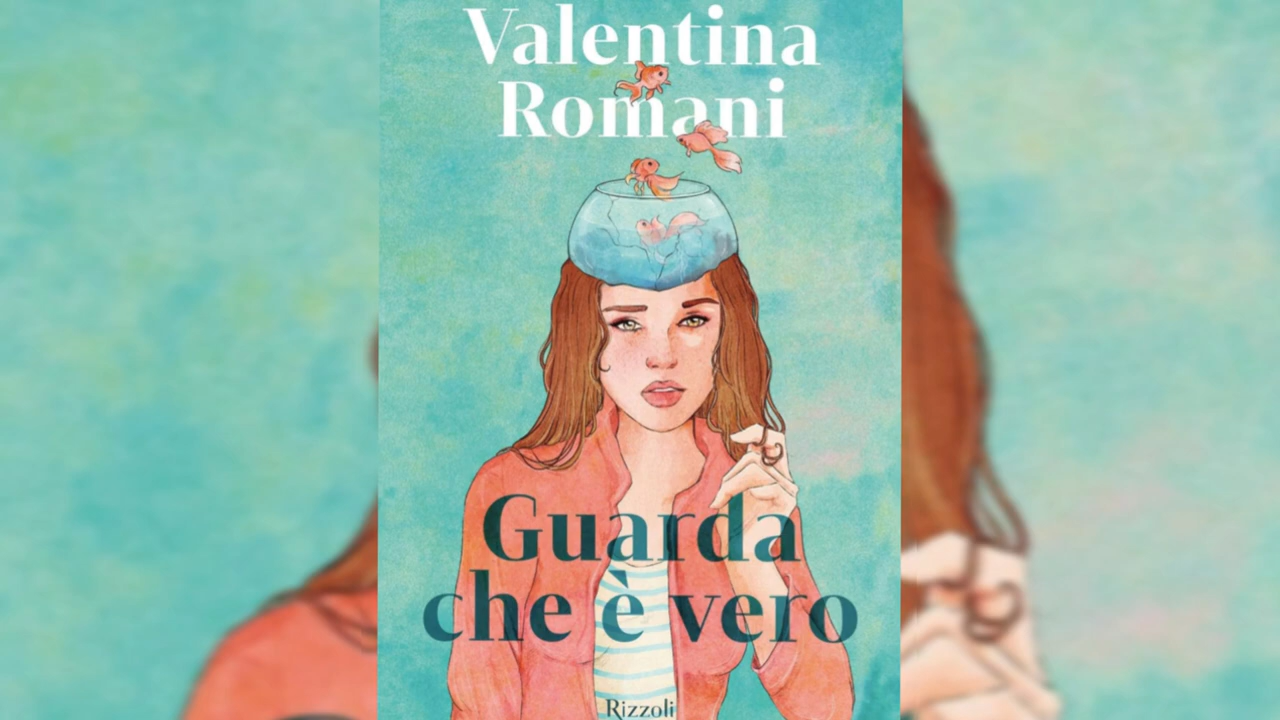 Valentina
Romani
Guarda
che è vero
Rizzoli